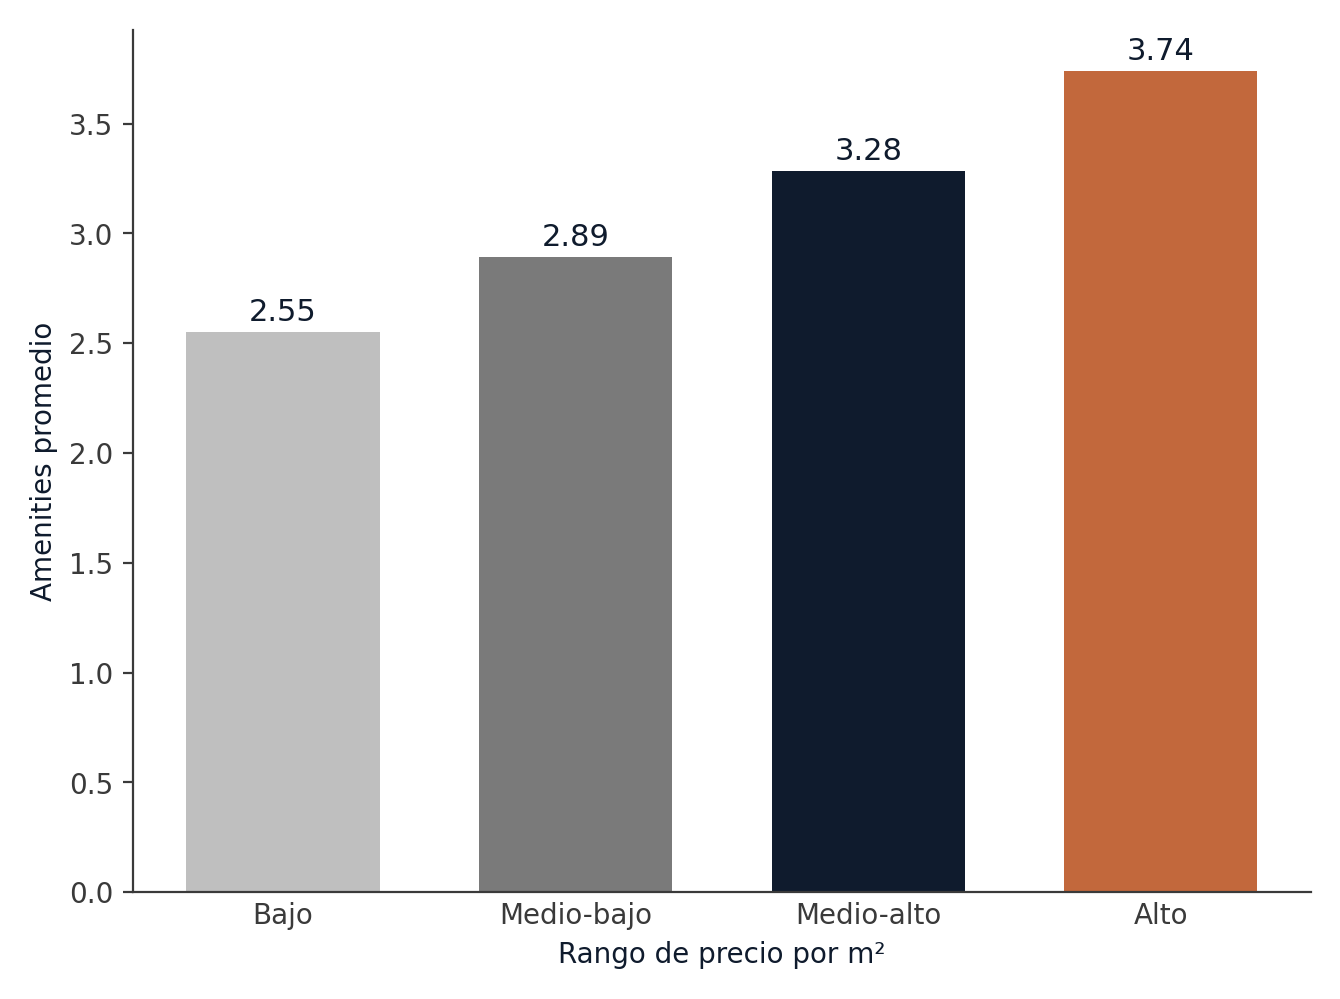 3.74
3.5
3.28
3.0
2.89
2.55
2.5
2.0
1.5
1.0
0.5
0.0
Amenities promedio
Bajo
Medio-bajo
Medio-alto
Alto
Rango de precio por m²